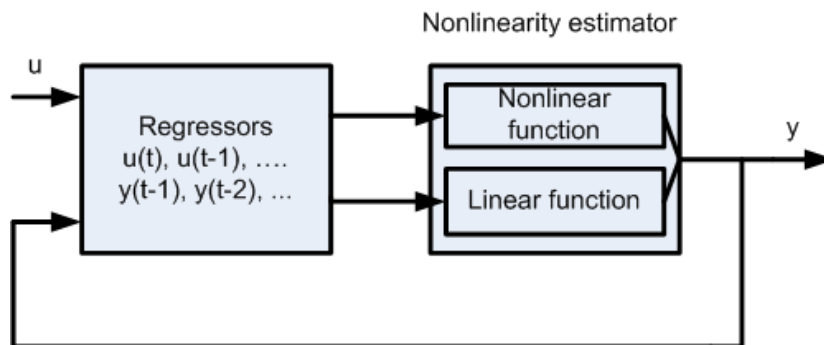 Nonlinearity estimator
u
Regressors
u(t), u(t-1), ....
y(t-1), y(t-2), ...
Nonlinear
function
Linear function
y